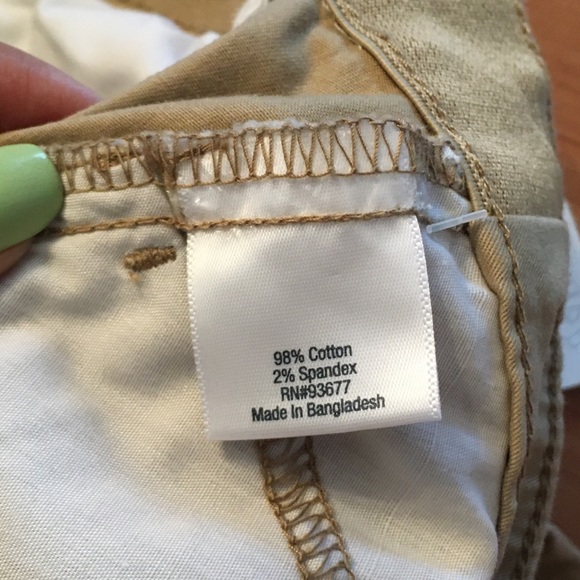 98% Cotton
2% Spandex
RN#93677
Made In Bangladesh